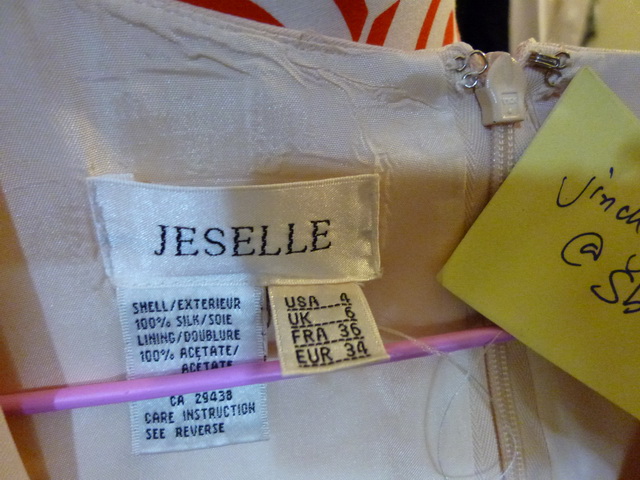 JESELLE
SHELL/EXTERIEUR
100% SILK/SOIE
LINING/DOUBLURE
100% ACETATE/
ACETATE
CA 29438
CARE INSTRUCTION
SEE REVERSE
USA 4
UK 6
FRA 36
EUR 34
@